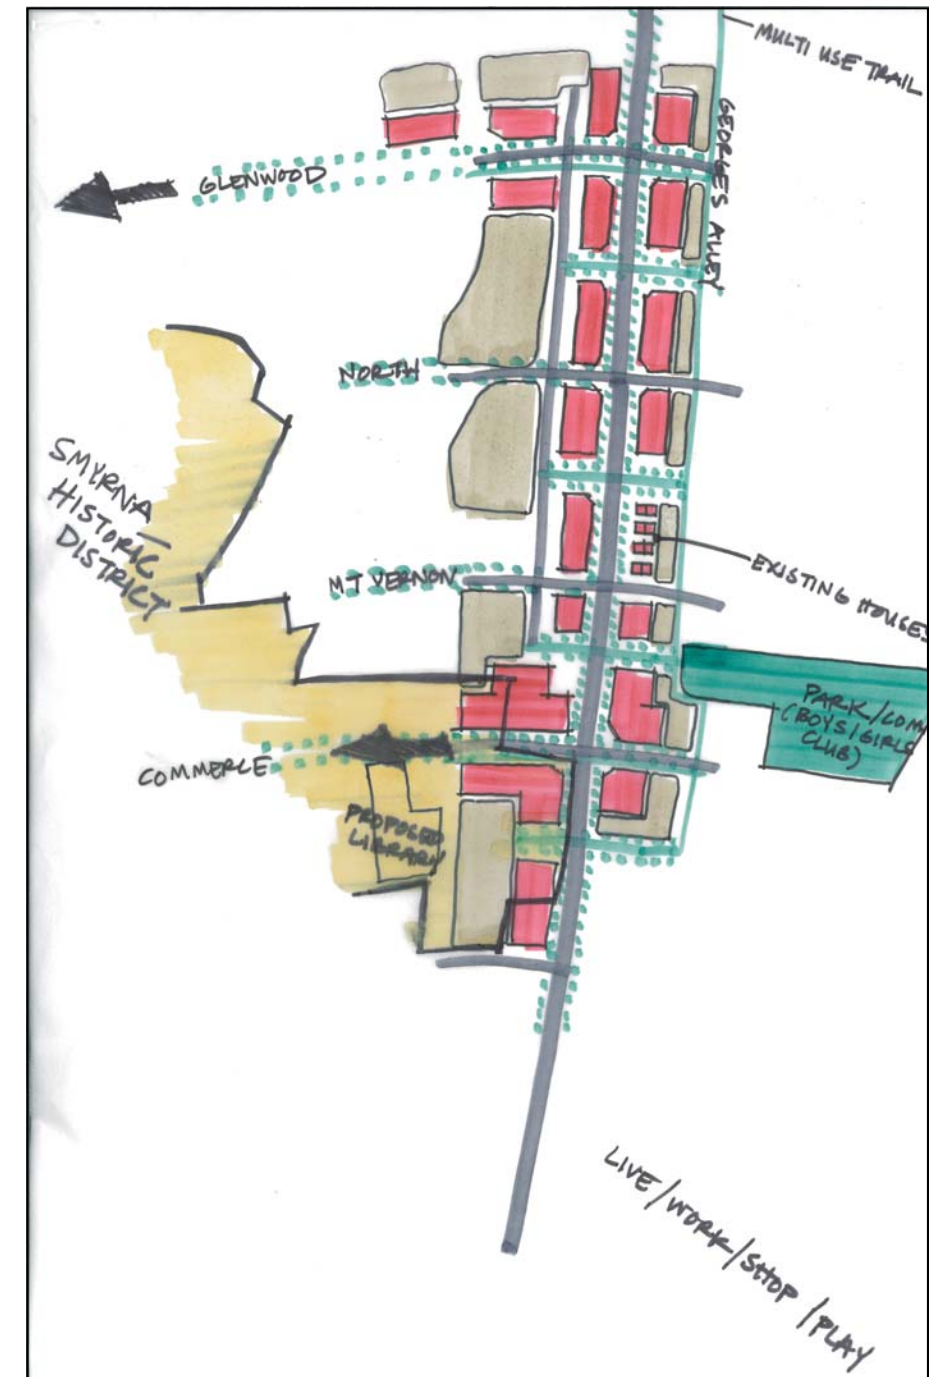 MULTI USE TRAIL
GEORGE'S ALLEY
GLENWOOD
NORTH
SMYRNA
HISTORIC
DISTRICT
MT VERNON
EXISTING HOUSES
PARK/COM
(BOYS/GIRLS
CLUB)
COMMERCE
PROPOSED
LIBRARY
LIVE/WORK/SHOP/PLAY